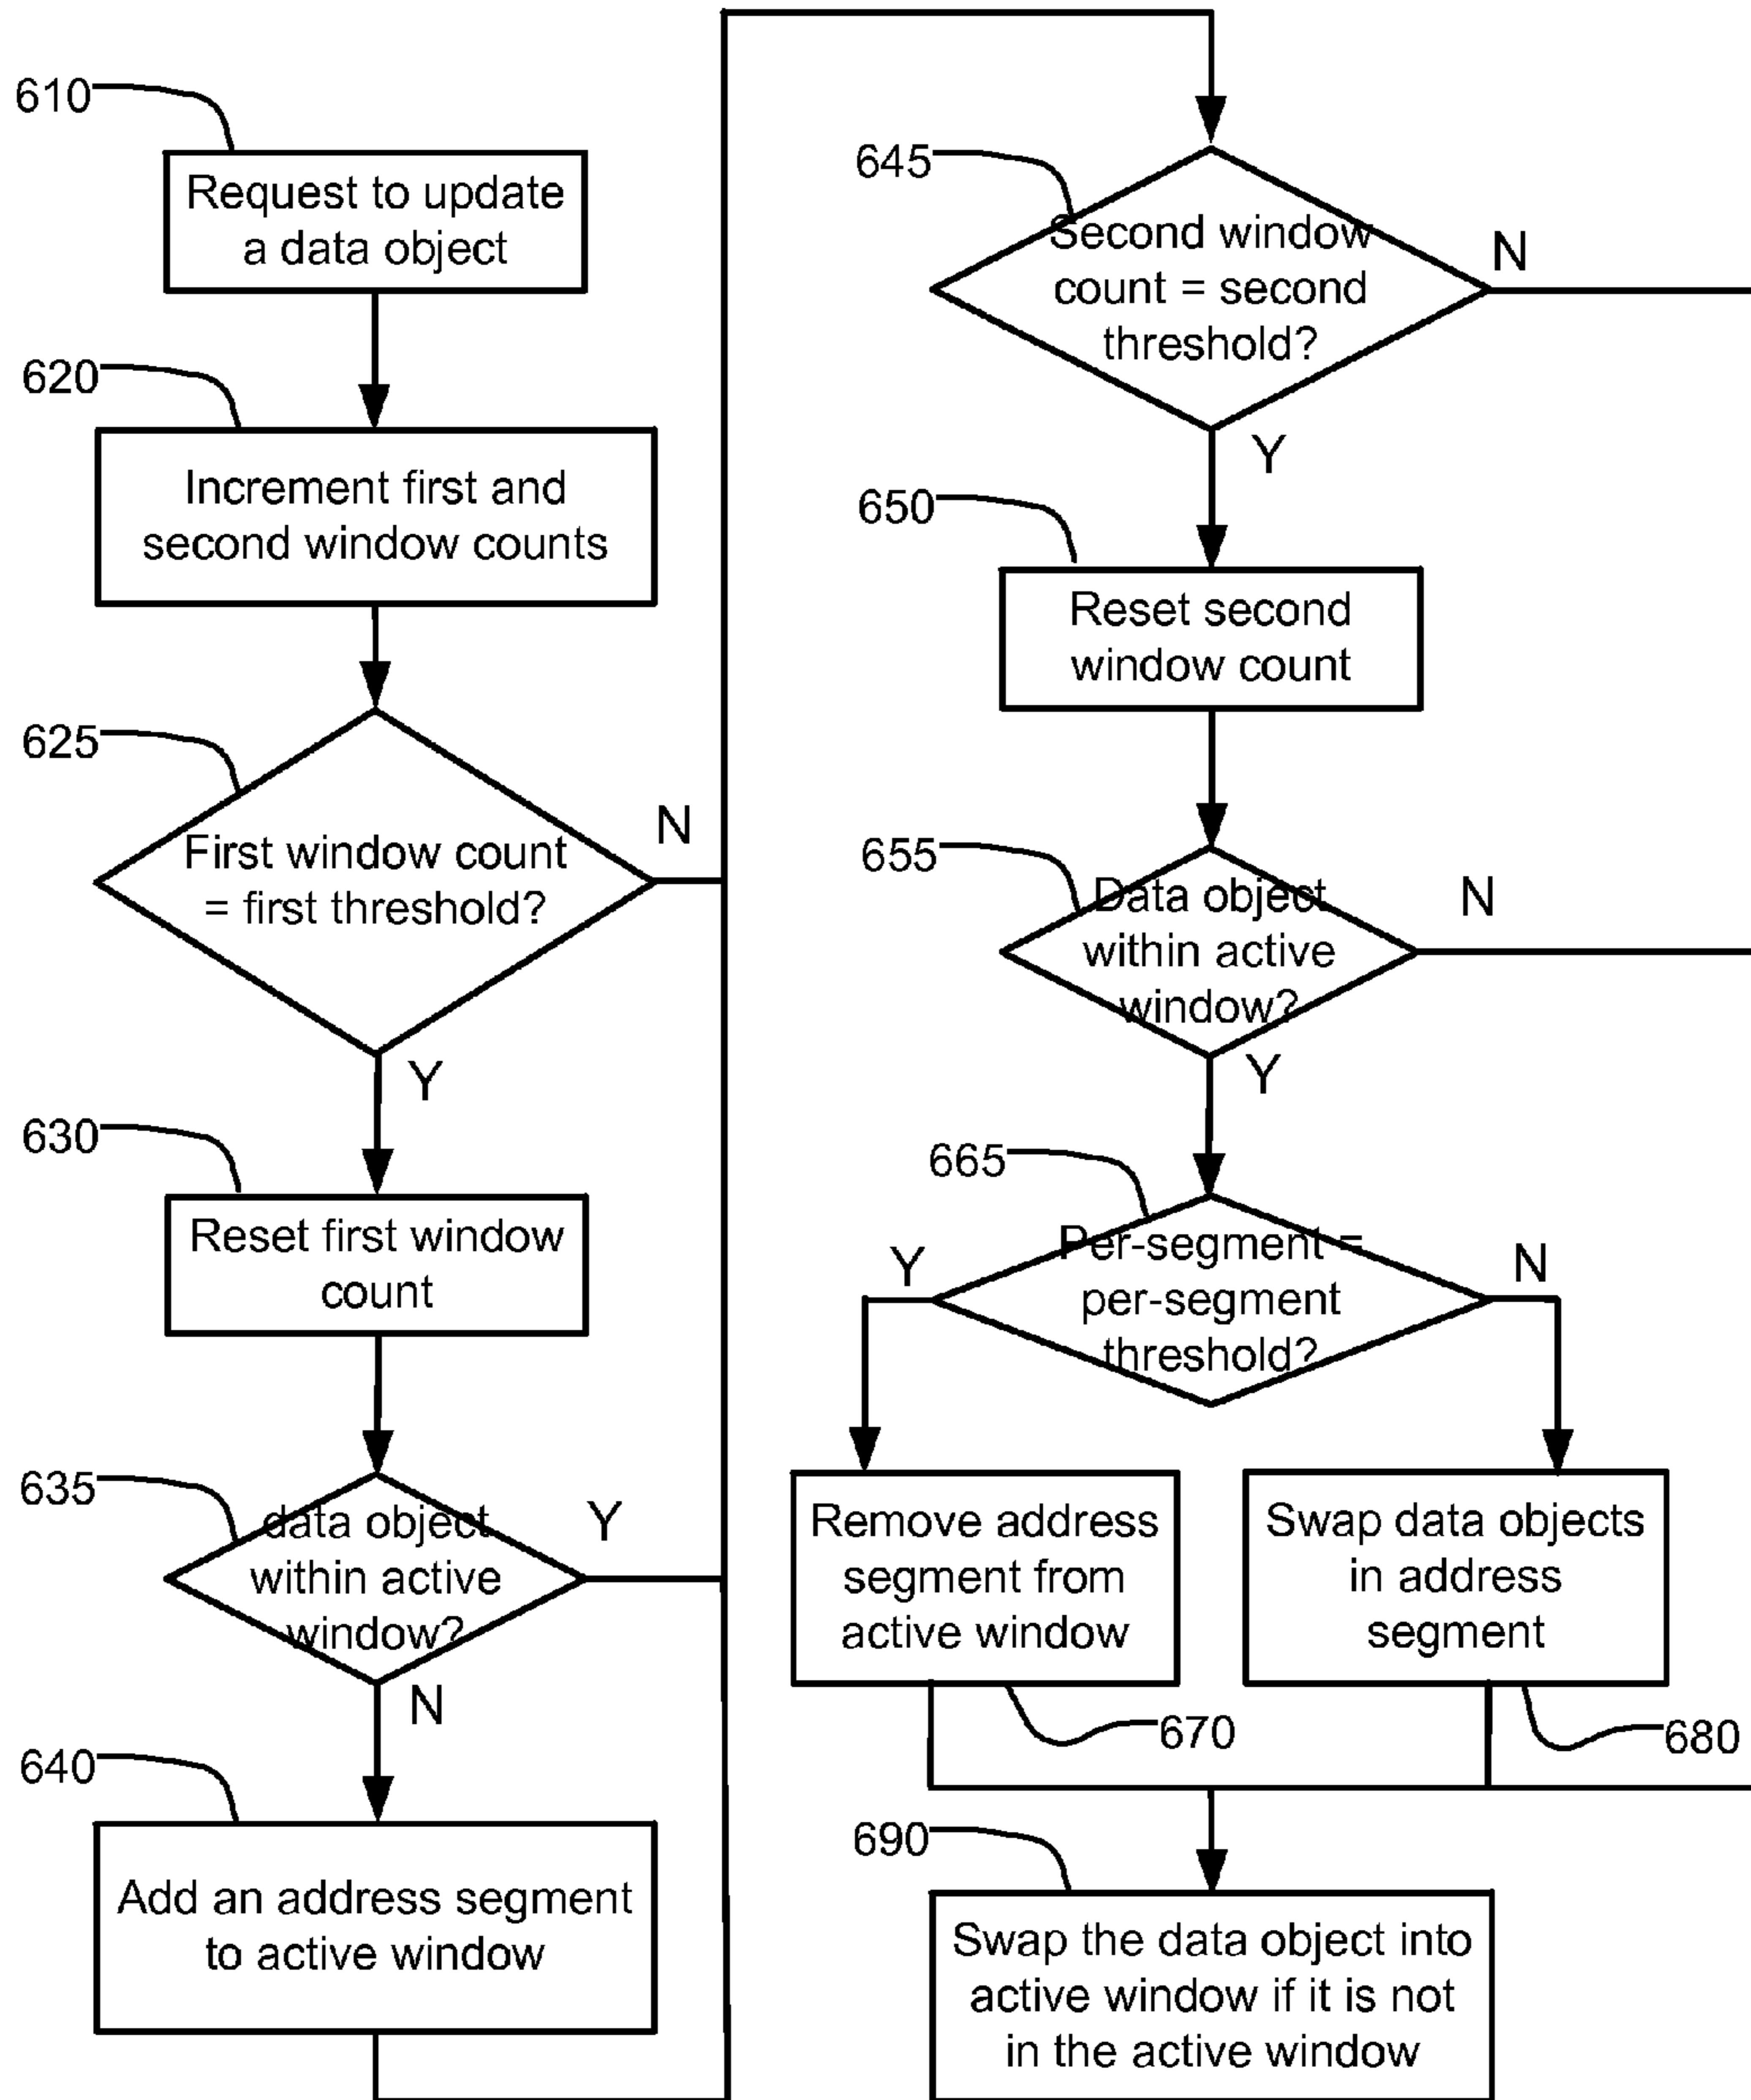 610
Request to update
a data object
620
Increment first and
second window counts
625
First window count
= first threshold?
N
Y
630
Reset first window
count
635
data object
within active
window?
Y
N
640
Add an address segment
to active window
645
Second window
count = second
threshold?
N
Y
650
Reset second
window count
655
Data object
within active
window?
N
Y
665
Per-segment =
per-segment
threshold?
Y
N
Remove address
segment from
active window
670
Swap data objects
in address
segment
680
690
Swap the data object into
active window if it is not
in the active window